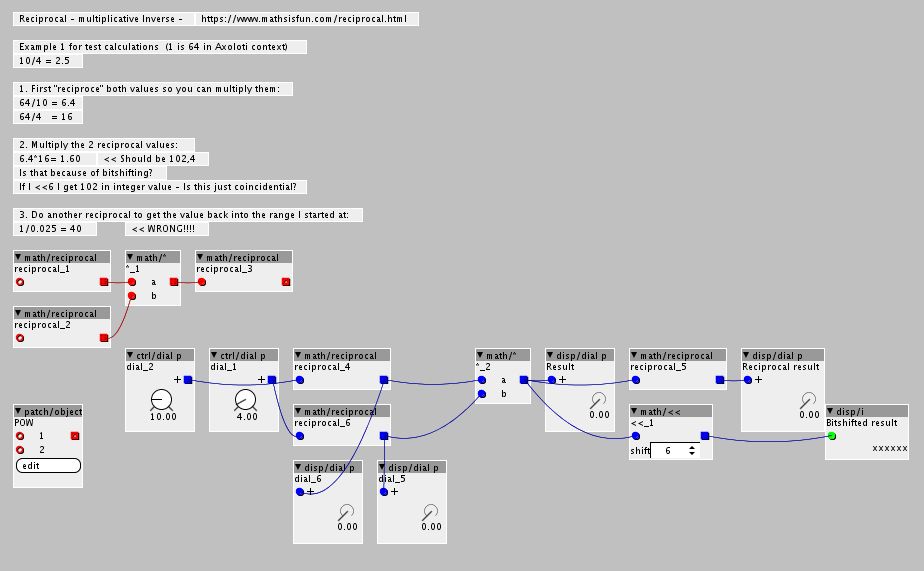 Reciprocal - multiplicative Inverse - https://www.mathsisfun.com/reciprocal.html
Example 1 for test calculations (1 is 64 in Axoloti context)
10/4 = 2.5
1. First "reciproce" both values so you can multiply them:
64/10 = 6.4
64/4 = 16
2. Multiply the 2 reciprocal values:
6.4*16= 1.60 << Should be 102,4
Is that because of bitshifting?
If I <<6 I get 102 in integer value - Is this just coincidential?
3. Do another reciprocal to get the value back into the range I started at:
1/0.025 = 40 << WRONG!!!!
math/reciprocal math/* math/reciprocal
reciprocal_1 *_1 reciprocal_3
a
b
math/reciprocal
reciprocal_2
ctrl/dial p ctrl/dial p math/reciprocal math/* disp/dial p math/reciprocal disp/dial p
dial_2 dial_1 reciprocal_4 *_2 Result reciprocal_5 Reciprocal result
+ + a + +
b
10.00 4.00 0.00 0.00
patch/object math/reciprocal math/<< disp/i
POW reciprocal_6 <<_1 Bitshifted result
1
2 shift 6 xxxxxx
edit
disp/dial p disp/dial p
dial_6 dial_5
+ +
0.00 0.00